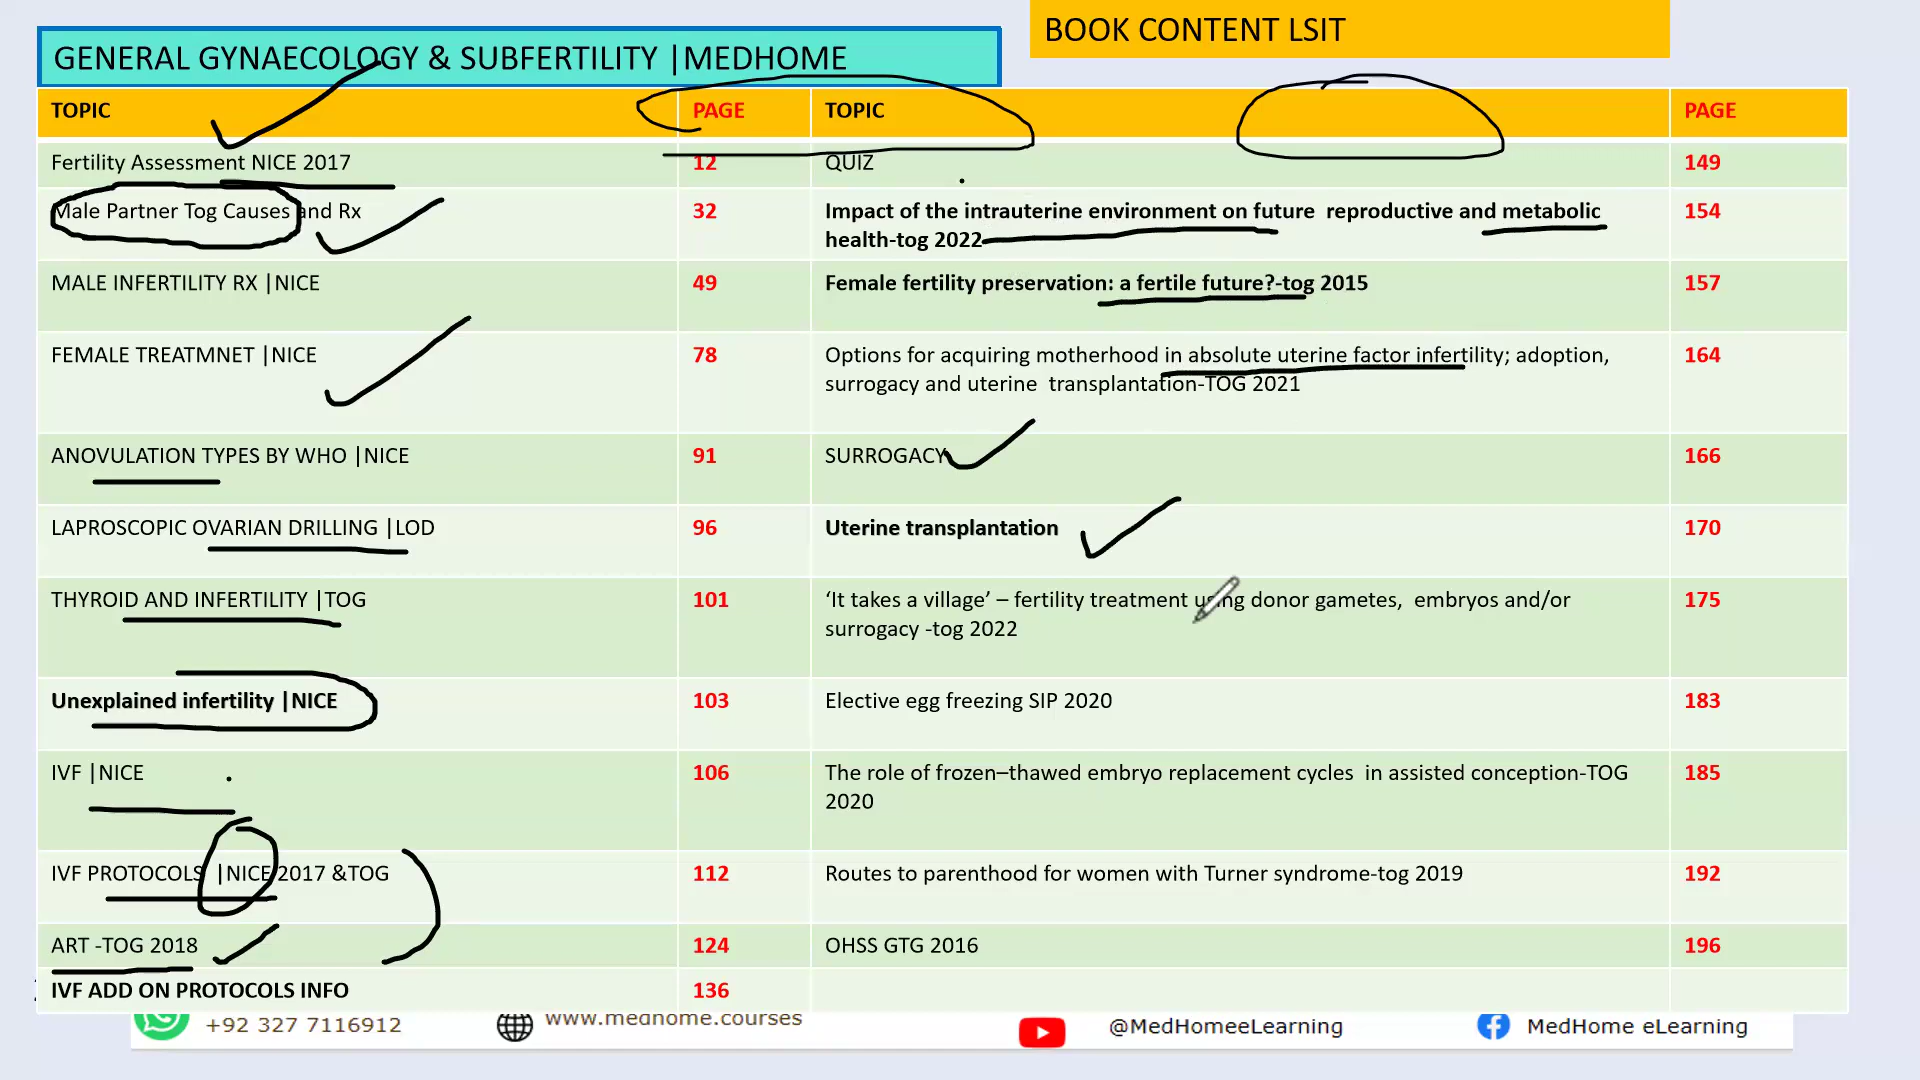 BOOK CONTENT LSIT
GENERAL GYNAECOLOGY & SUBFERTILITY |MEDHOME
TOPIC PAGE TOPIC PAGE
Fertility Assessment NICE 2017 12 QUIZ 149
Male Partner Tog Causes and Rx 32 Impact of the intrauterine environment on future reproductive and metabolic 154
health-tog 2022
MALE INFERTILITY RX |NICE 49 Female fertility preservation: a fertile future?-tog 2015 157
FEMALE TREATMNET |NICE 78 Options for acquiring motherhood in absolute uterine factor infertility; adoption, 164
surrogacy and uterine transplantation-TOG 2021
ANOVULATION TYPES BY WHO |NICE 91 SURROGACY 166
LAPROSCOPIC OVARIAN DRILLING |LOD 96 Uterine transplantation 170
THYROID AND INFERTILITY |TOG 101 ‘It takes a village’ – fertility treatment using donor gametes, embryos and/or 175
surrogacy -tog 2022
Unexplained infertility |NICE 103 Elective egg freezing SIP 2020 183
IVF |NICE 106 The role of frozen–thawed embryo replacement cycles in assisted conception-TOG 185
2020
IVF PROTOCOLS |NICE 2017 &TOG 112 Routes to parenthood for women with Turner syndrome-tog 2019 192
ART -TOG 2018 124 OHSS GTG 2016 196
IVF ADD ON PROTOCOLS INFO 136
+92 327 7116912 www.medhome.courses @MedHomeeLearning MedHome eLearning